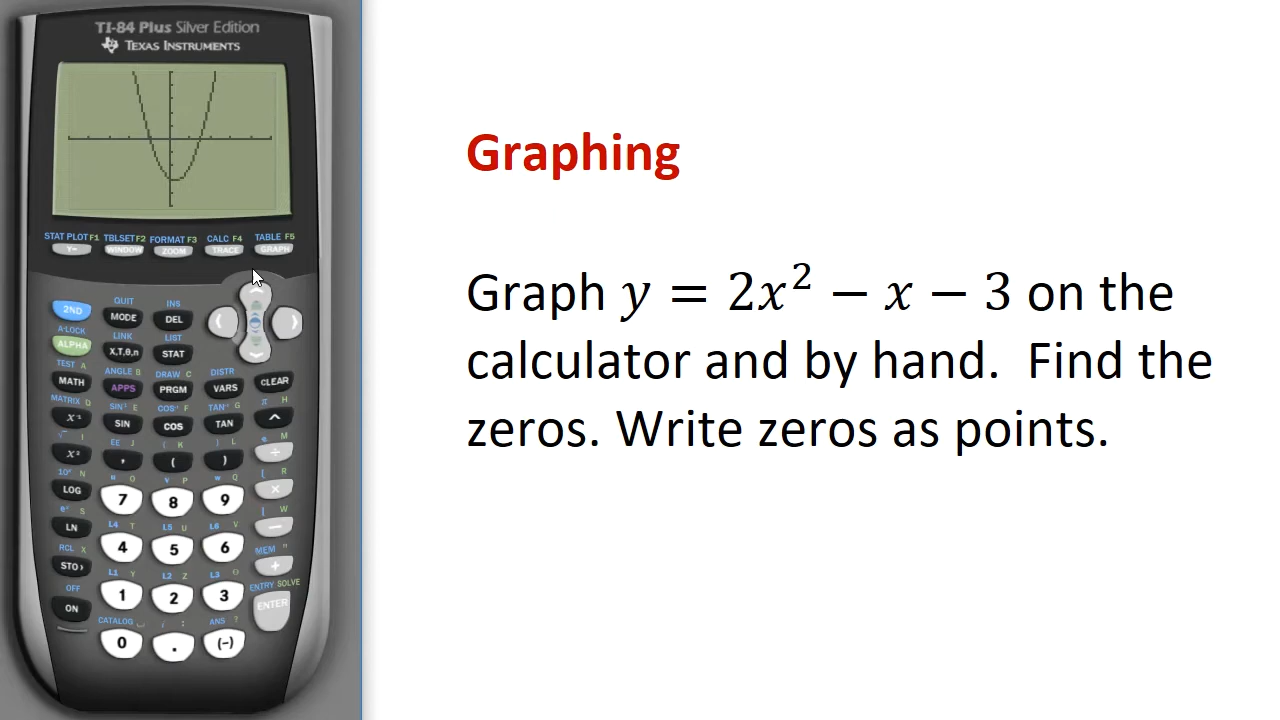 TI-84 Plus Silver Edition
TEXAS INSTRUMENTS
STAT PLOT F1 TBLSET F2 FORMAT F3 CALC F4 TABLE F5
Y= WINDOW ZOOM TRACE GRAPH
QUIT INS
2ND MODE DEL
A-LOCK LINK LIST
ALPHA X,T,θ,n STAT
TEST A ANGLE B DRAW C DISTR
MATH APPS PRGM VARS CLEAR
MATRIX D SIN⁻¹ E COS⁻¹ F TAN⁻¹ G π H
x⁻¹ SIN COS TAN ^
√ I EE J { K } L e M
x² , ( ) ÷
10ˣ N u O v P w Q [ R
LOG 7 8 9 ×
eˣ S L4 T L5 U L6 V ] W
LN 4 5 6 −
RCL X L1 Y L2 Z L3 θ MEM "
STO› 1 2 3 +
OFF CATALOG ⎵ i : ANS ? ENTRY SOLVE
ON 0 . (-) ENTER
Graphing
Graph y = 2x² − x − 3 on the
calculator and by hand. Find the
zeros. Write zeros as points.